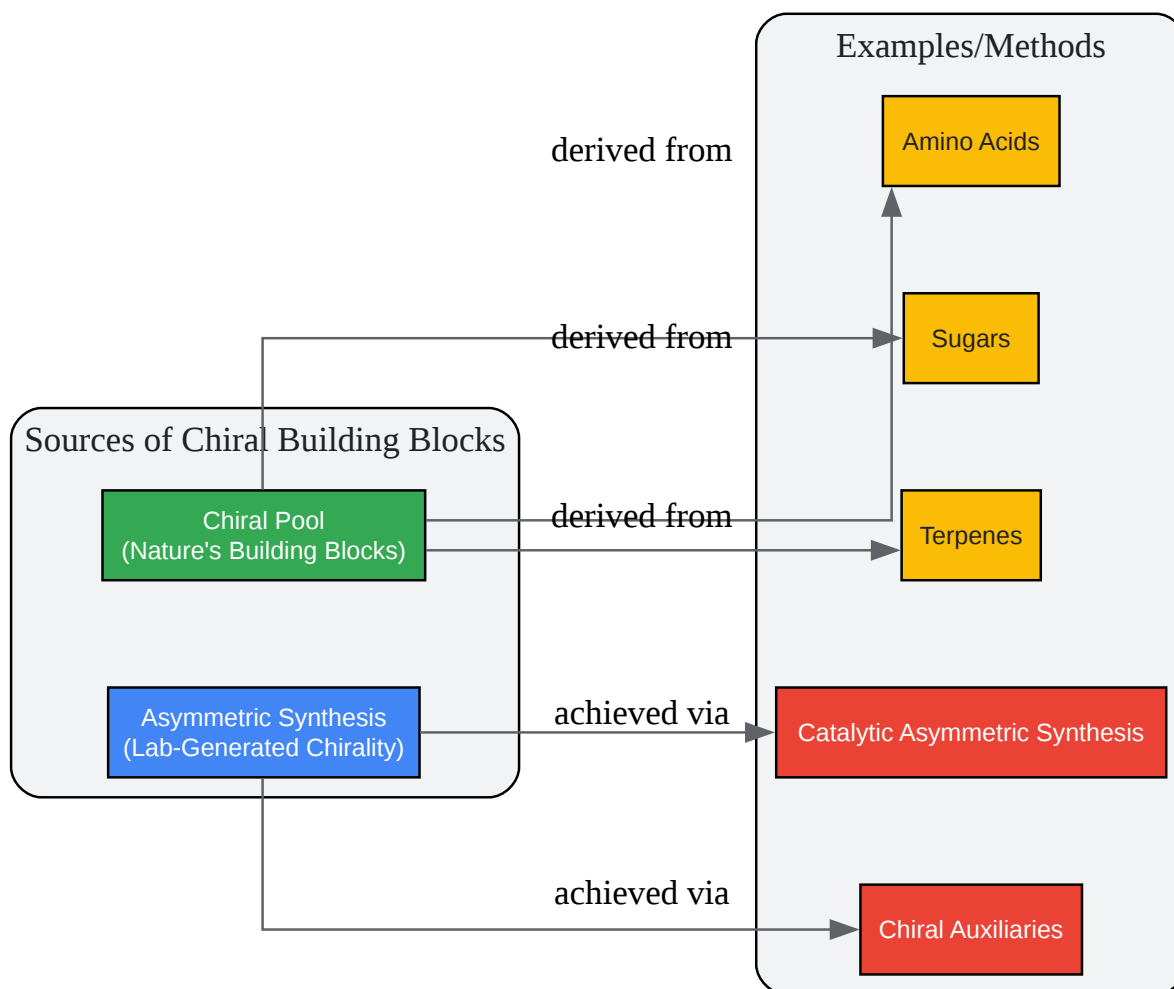 Examples/Methods
Amino Acids
derived from
derived from
Sugars
Sources of Chiral Building Blocks
Chiral Pool
(Nature's Building Blocks)
derived from
Terpenes
Asymmetric Synthesis
(Lab-Generated Chirality)
achieved via
Catalytic Asymmetric Synthesis
achieved via
Chiral Auxiliaries